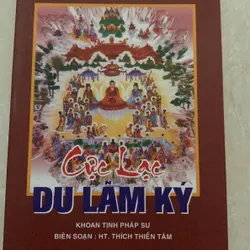 Cực Lạc
DU LÃM KÝ
KHOAN TỊNH PHÁP SƯ
BIÊN SOẠN : HT. THÍCH THIỀN TÂM